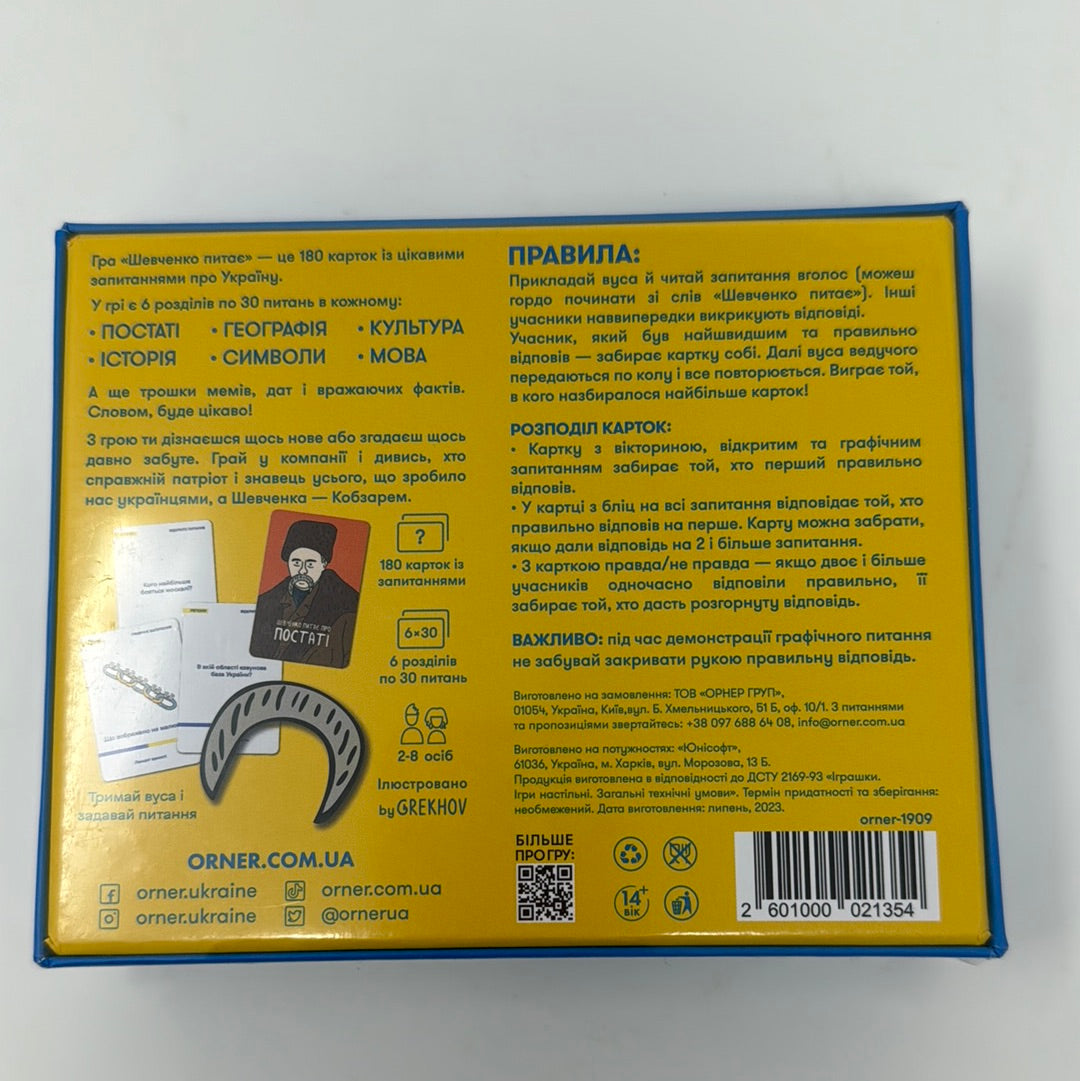 Гра «Шевченко питає» — це 180 карток із цікавими
запитаннями про Україну.
У грі є 6 розділів по 30 питань в кожному:
• ПОСТАТІ • ГЕОГРАФІЯ • КУЛЬТУРА
• ІСТОРІЯ • СИМВОЛИ • МОВА
А ще трошки мемів, дат і вражаючих фактів.
Словом, буде цікаво!
З грою ти дізнаєшся щось нове або згадаєш щось
давно забуте. Грай у компанії і дивись, хто
справжній патріот і знавець усього, що зробило
нас українцями, а Шевченка — Кобзарем.
Кого найбільше
бояться москалі?
В якій області кавунова
база України?
Що зображено на малюнку
ШЕВЧЕНКО ПИТАЄ ПРО
ПОСТАТІ
?
180 карток із
запитаннями
6×30
6 розділів
по 30 питань
2-8 осіб
Ілюстровано
by GREKHOV
Тримай вуса і
задавай питання
ORNER.COM.UA
orner.ukraine orner.com.ua
orner.ukraine @ornerua
ПРАВИЛА:
Прикладай вуса й читай запитання вголос (можеш
гордо починати зі слів «Шевченко питає»). Інші
учасники наввипередки викрикують відповіді.
Учасник, який був найшвидшим та правильно
відповів — забирає картку собі. Далі вуса ведучого
передаються по колу і все повторюється. Виграє той,
в кого назбиралося найбільше карток!
РОЗПОДІЛ КАРТОК:
• Картку з вікториною, відкритим та графічним
запитанням забирає той, хто перший правильно
відповів.
• У картці з бліц на всі запитання відповідає той, хто
правильно відповів на перше. Карту можна забрати,
якщо дали відповідь на 2 і більше запитання.
• З карткою правда/не правда — якщо двоє і більше
учасників одночасно відповіли правильно, її
забирає той, хто дасть розгорнуту відповідь.
ВАЖЛИВО: під час демонстрації графічного питання
не забувай закривати рукою правильну відповідь.
Виготовлено на замовлення: ТОВ «ОРНЕР ГРУП»,
01054, Україна, Київ,вул. Б. Хмельницького, 51 Б, оф. 10/1. З питаннями
та пропозиціями звертайтесь: +38 097 688 64 08, info@orner.com.ua
Виготовлено на потужностях: «Юнісофт»,
61036, Україна, м. Харків, вул. Морозова, 13 Б.
Продукція виготовлена в відповідності до ДСТУ 2169-93 «Іграшки.
Ігри настільні. Загальні технічні умови». Термін придатності та зберігання:
необмежений. Дата виготовлення: липень, 2023.
orner-1909
БІЛЬШЕ
ПРО ГРУ:
14+
ВІК
2 601000 021354